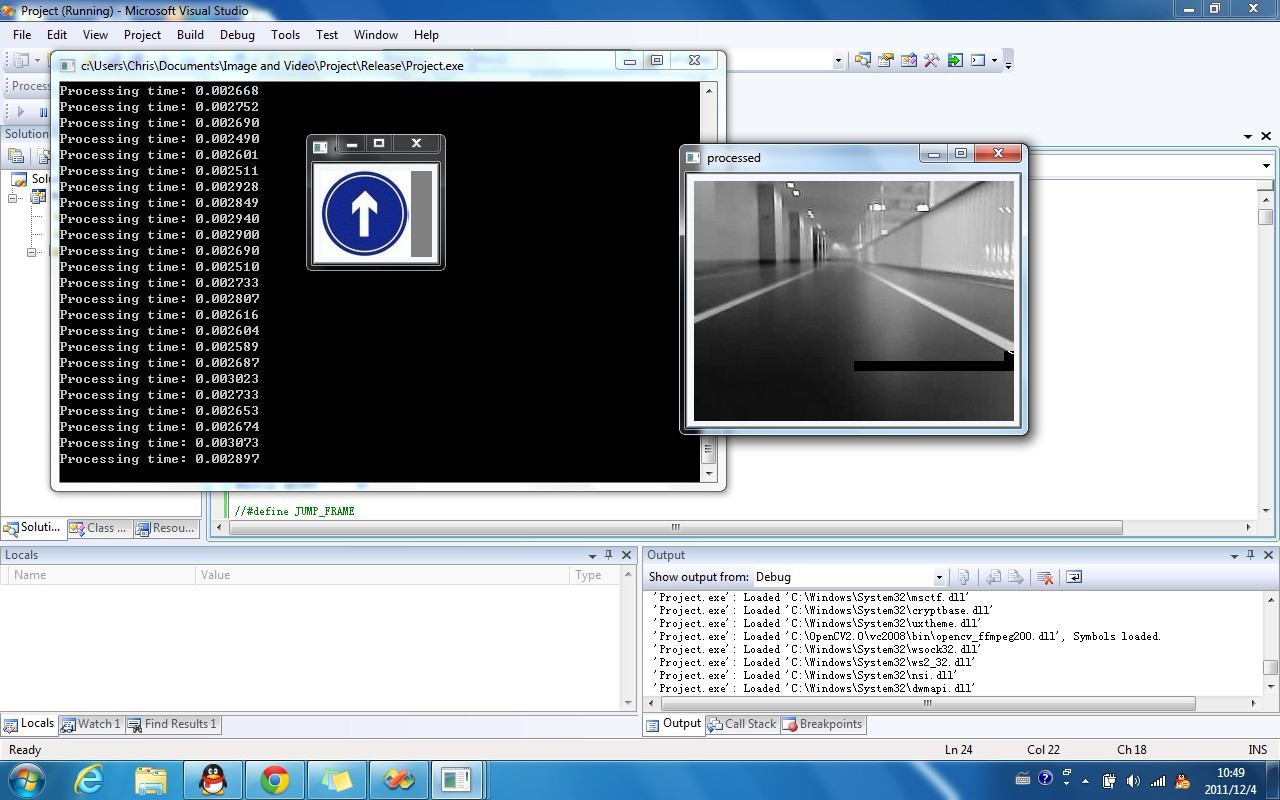 Project (Running) - Microsoft Visual Studio
File Edit View Project Build Debug Tools Test Window Help
c:\Users\Chris\Documents\Image and Video\Project\Release\Project.exe
Process
Solution
Processing time: 0.002668
Processing time: 0.002752
Processing time: 0.002690
Processing time: 0.002490
Processing time: 0.002601
Processing time: 0.002511
Processing time: 0.002928
Processing time: 0.002849
Processing time: 0.002940
Processing time: 0.002900
Processing time: 0.002690
Processing time: 0.002510
Processing time: 0.002733
Processing time: 0.002807
Processing time: 0.002616
Processing time: 0.002604
Processing time: 0.002589
Processing time: 0.002687
Processing time: 0.003023
Processing time: 0.002733
Processing time: 0.002653
Processing time: 0.002674
Processing time: 0.003073
Processing time: 0.002897
processed
//#define JUMP_FRAME
Soluti... Class ... Resou...
Locals
Name Value Type
Locals Watch 1 Find Results 1
Output
Show output from: Debug
'Project.exe': Loaded 'C:\Windows\System32\msctf.dll'
'Project.exe': Loaded 'C:\Windows\System32\cryptbase.dll'
'Project.exe': Loaded 'C:\Windows\System32\uxtheme.dll'
'Project.exe': Loaded 'C:\OpenCV2.0\vc2008\bin\opencv_ffmpeg200.dll', Symbols loaded.
'Project.exe': Loaded 'C:\Windows\System32\wsock32.dll'
'Project.exe': Loaded 'C:\Windows\System32\ws2_32.dll'
'Project.exe': Loaded 'C:\Windows\System32\nsi.dll'
'Project.exe': Loaded 'C:\Windows\System32\dwmapi.dll'
Output Call Stack Breakpoints
Ready Ln 24 Col 22 Ch 18 INS
10:49
2011/12/4